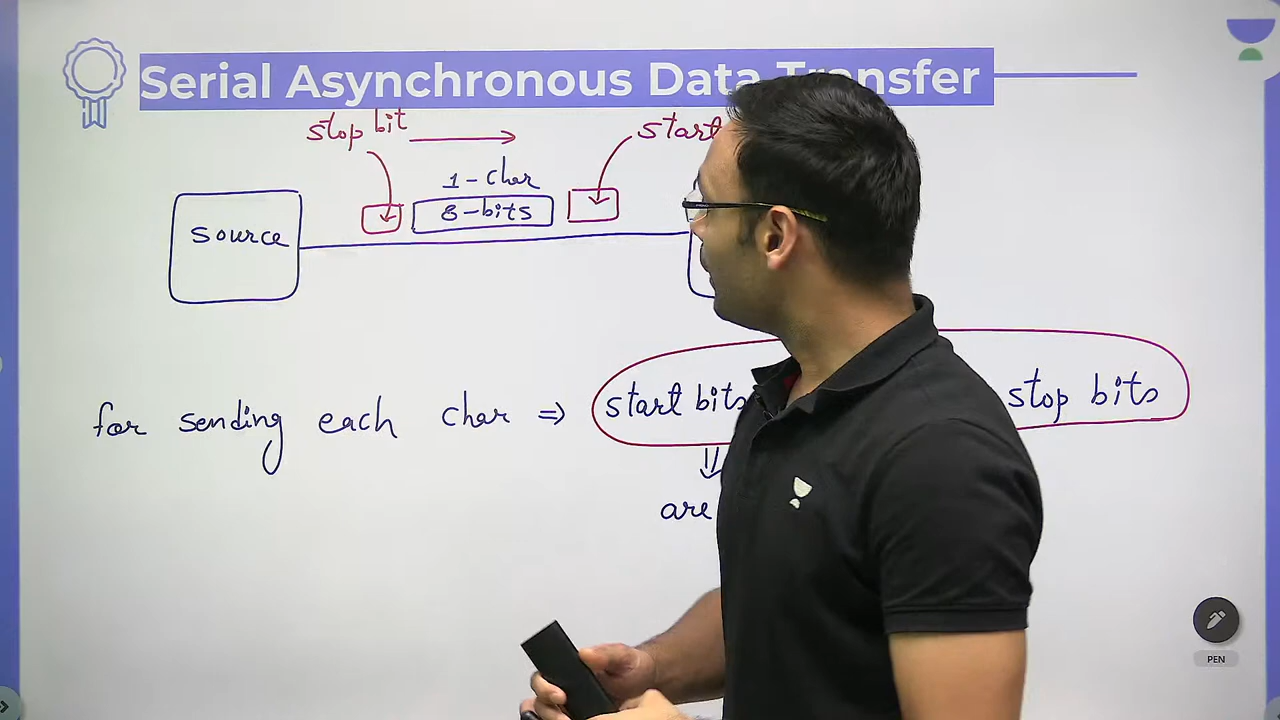 Serial Asynchronous Data Transfer
stop bit
start
1-char
8-bits
source
for sending each char ⇒ start bits stop bits
are
PEN